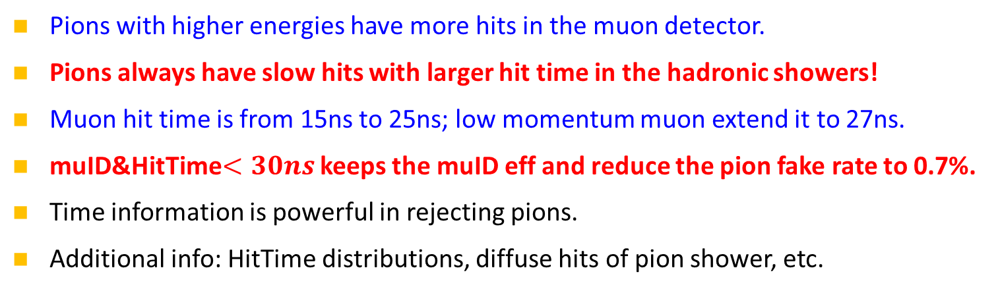 Pions with higher energies have more hits in the muon detector.
Pions always have slow hits with larger hit time in the hadronic showers!
Muon hit time is from 15ns to 25ns; low momentum muon extend it to 27ns.
muID&HitTime< 30ns keeps the muID eff and reduce the pion fake rate to 0.7%.
Time information is powerful in rejecting pions.
Additional info: HitTime distributions, diffuse hits of pion shower, etc.